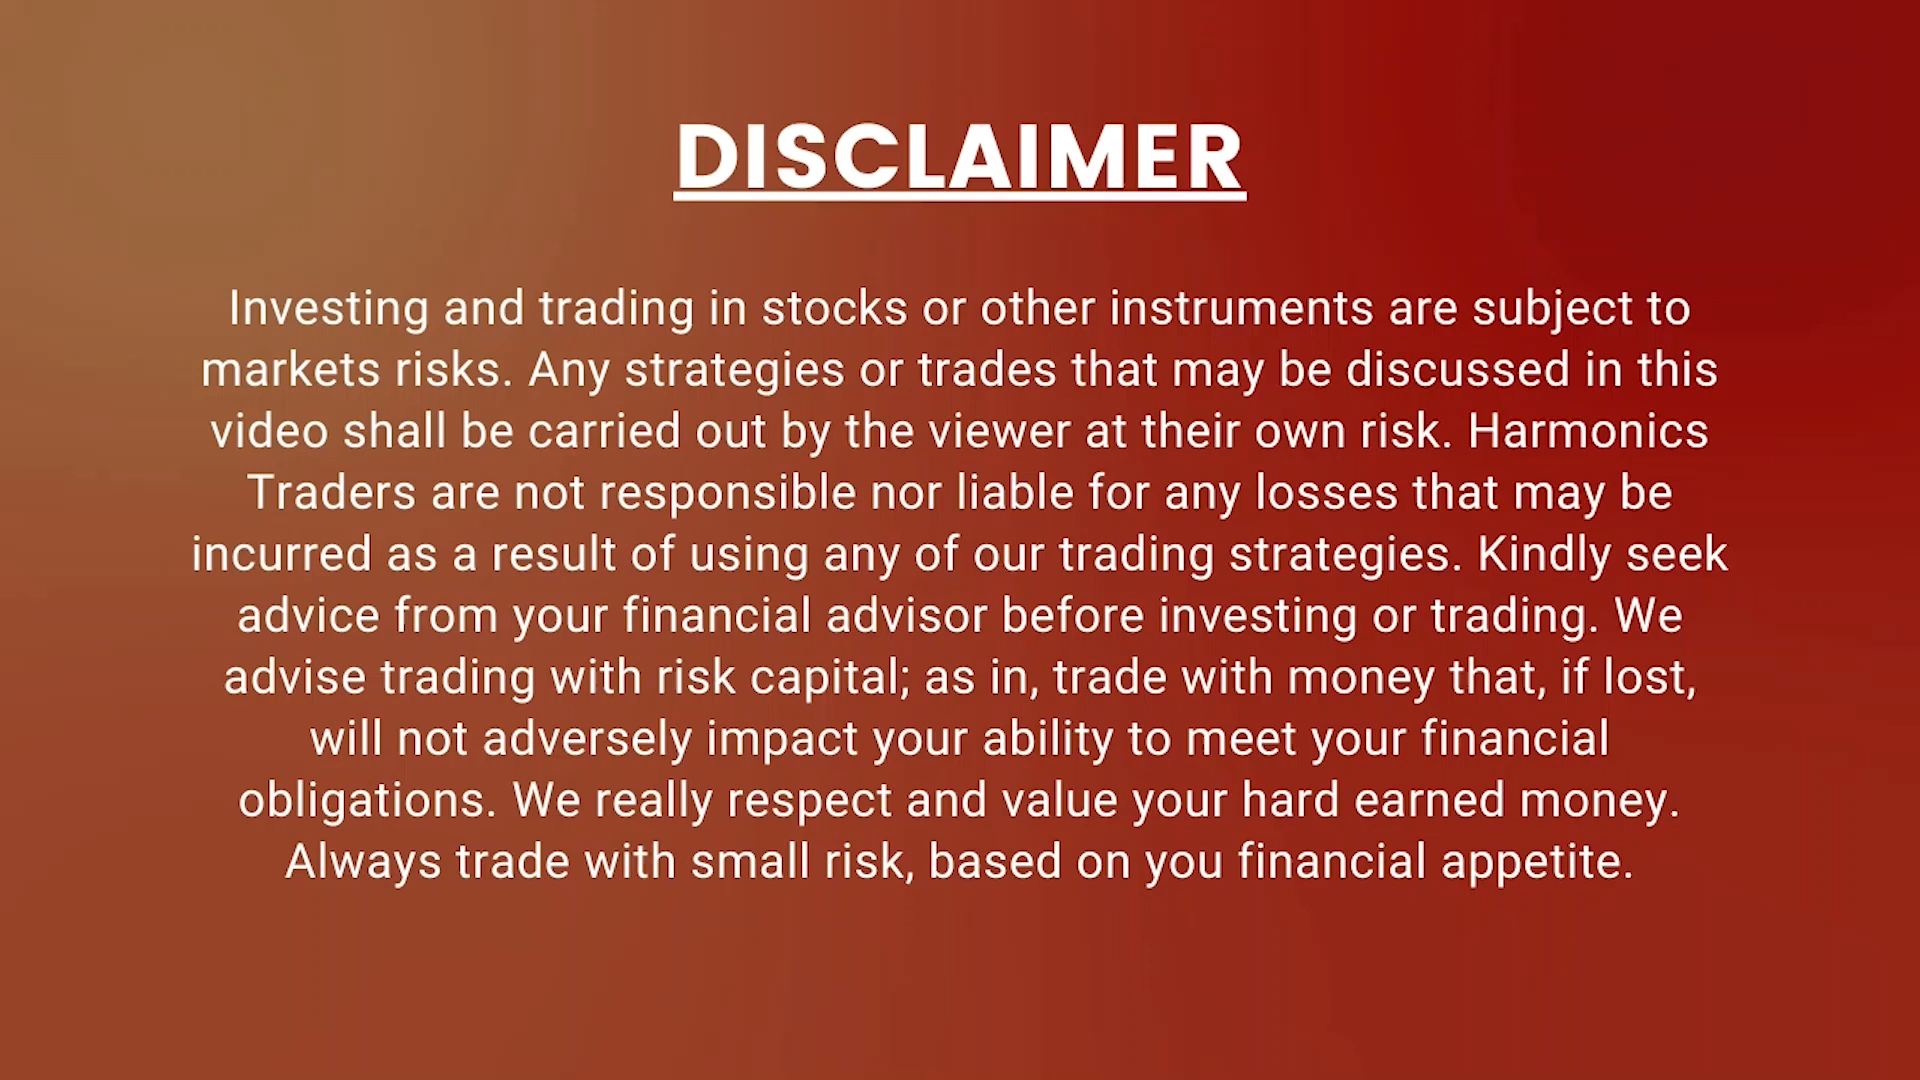 DISCLAIMER
Investing and trading in stocks or other instruments are subject to
markets risks. Any strategies or trades that may be discussed in this
video shall be carried out by the viewer at their own risk. Harmonics
Traders are not responsible nor liable for any losses that may be
incurred as a result of using any of our trading strategies. Kindly seek
advice from your financial advisor before investing or trading. We
advise trading with risk capital; as in, trade with money that, if lost,
will not adversely impact your ability to meet your financial
obligations. We really respect and value your hard earned money.
Always trade with small risk, based on you financial appetite.